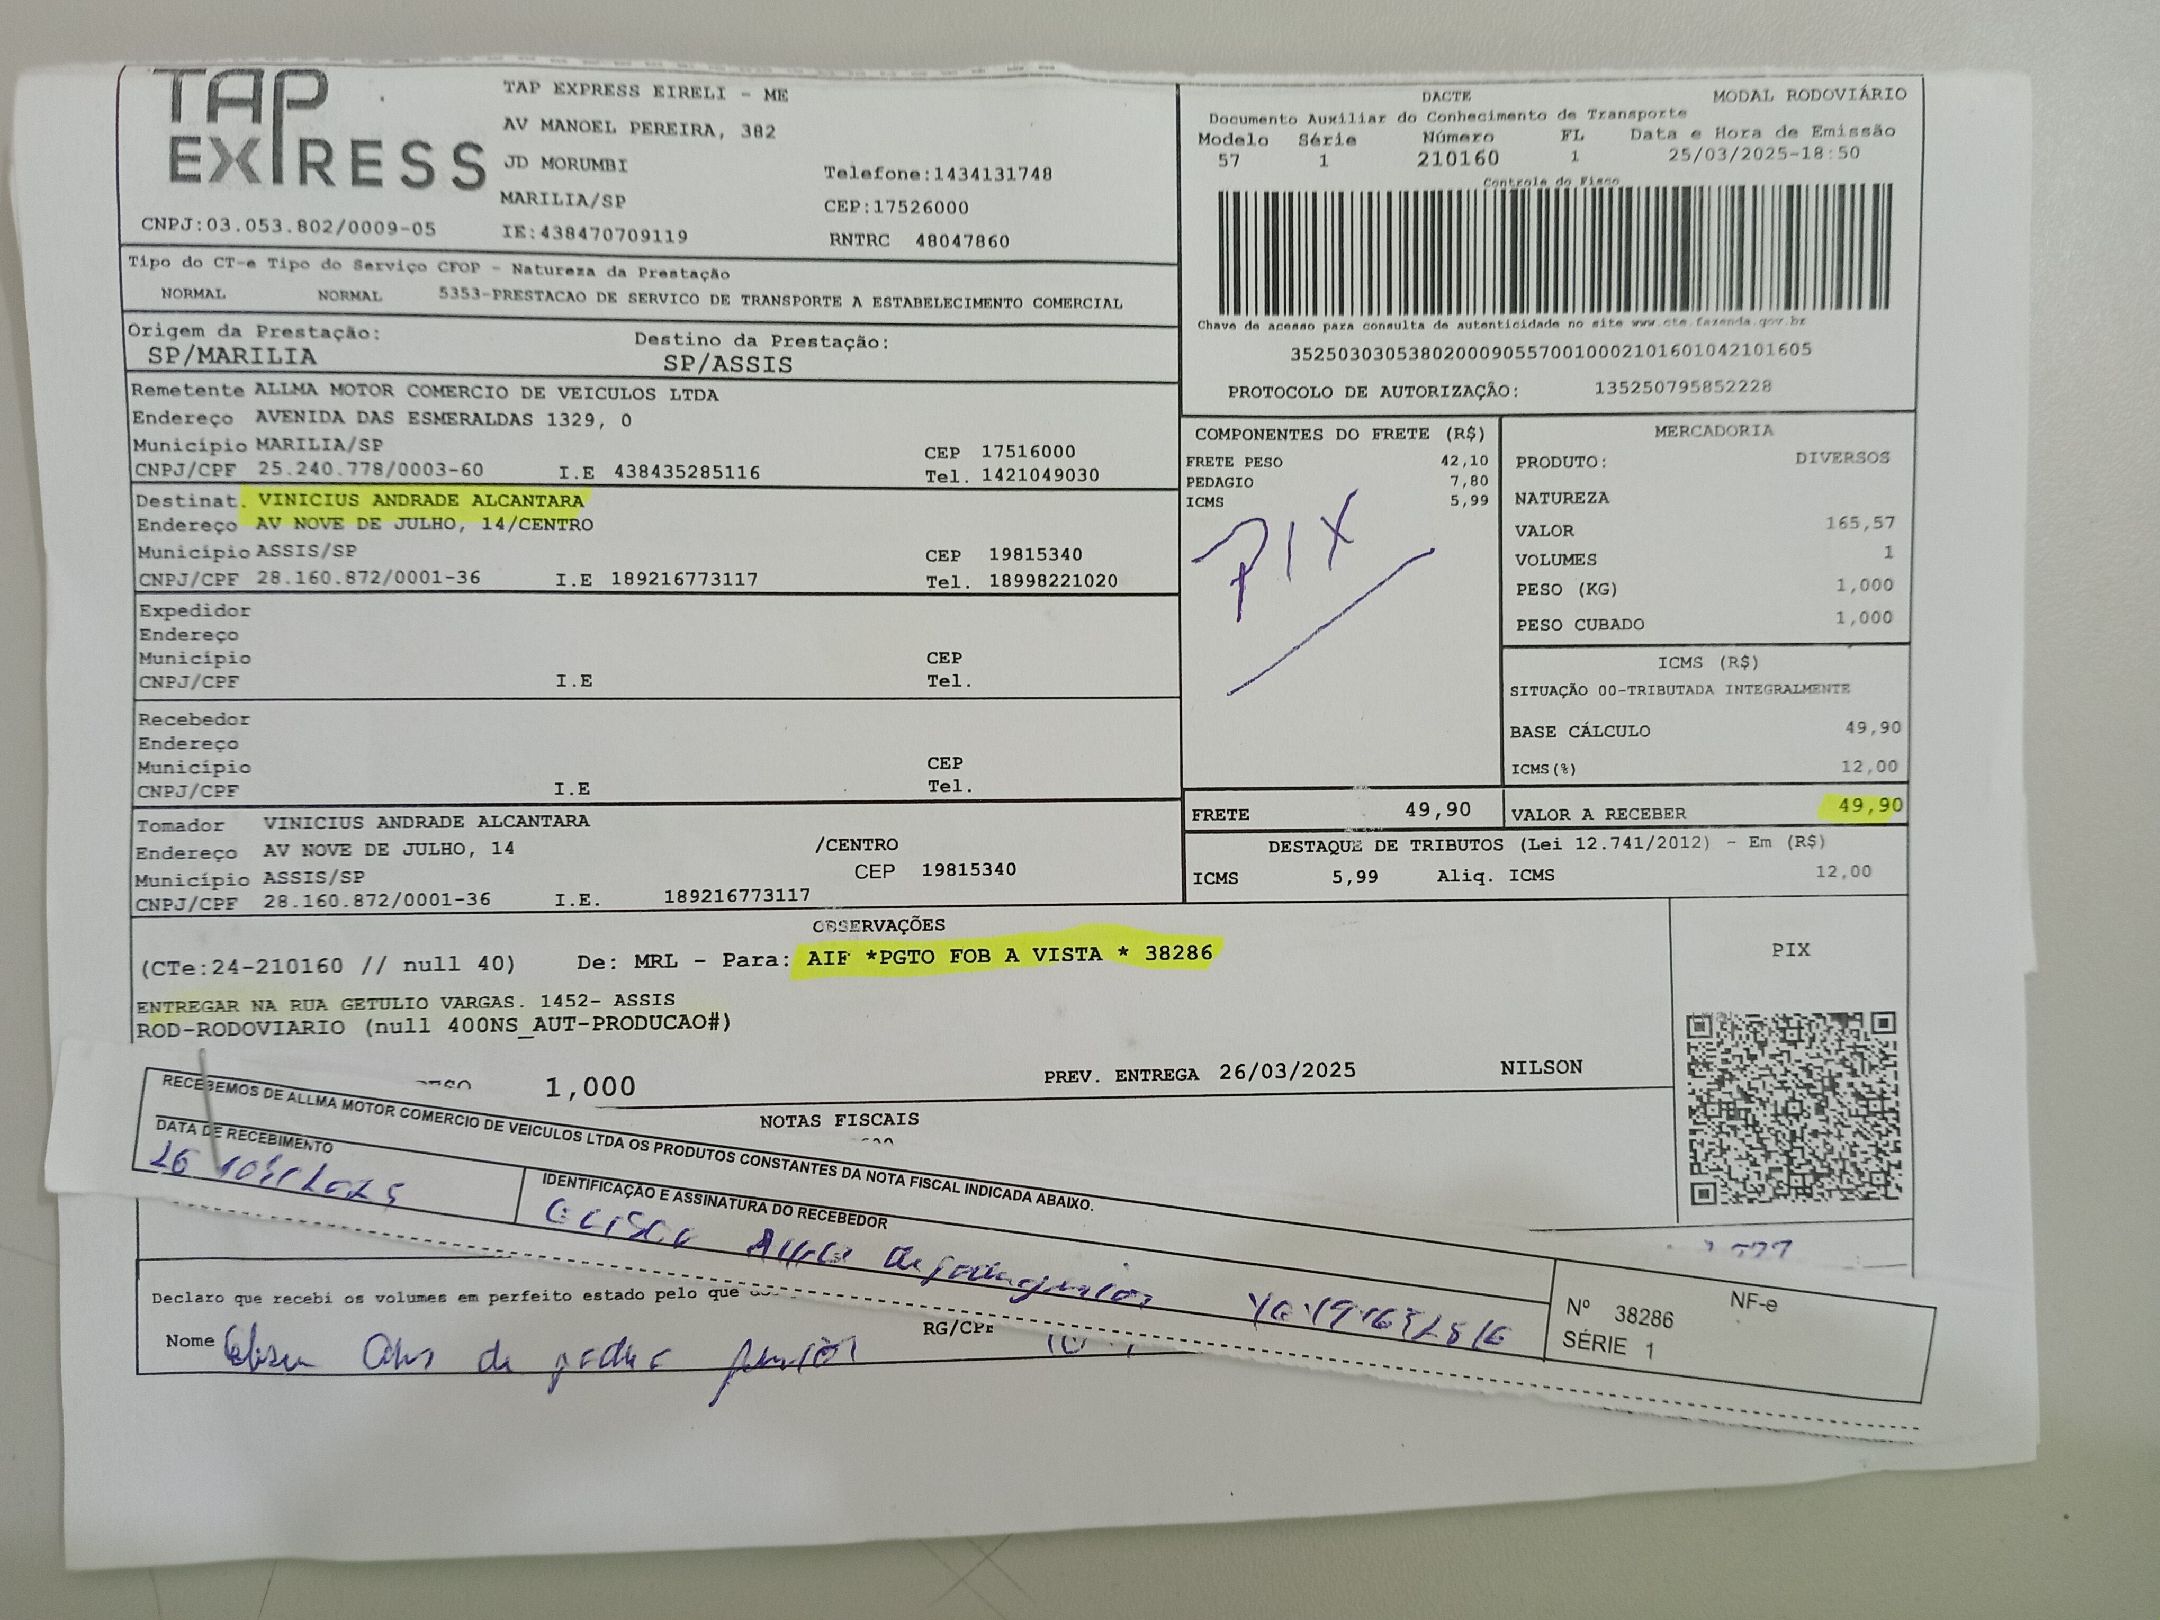 TAP EXPRESS
TAP EXPRESS EIRELI - ME
AV MANOEL PEREIRA, 382
JD MORUMBI
Telefone:1434131748
MARILIA/SP
CEP:17526000
CNPJ:03.053.802/0009-05
IE:438470709119
RNTRC 48047860
DACTE
MODAL RODOVIÁRIO
Documento Auxiliar do Conhecimento de Transporte
Modelo Série Número FL Data e Hora de Emissão
57 1 210160 1 25/03/2025-18:50
Controle do Fisco
Chave de acesso para consulta de autenticidade no site www.cte.fazenda.gov.br
35250303053802000905570010002101601042101605
PROTOCOLO DE AUTORIZAÇÃO: 135250795852228
Tipo do CT-e Tipo do Serviço CFOP - Natureza da Prestação
NORMAL NORMAL 5353-PRESTACAO DE SERVICO DE TRANSPORTE A ESTABELECIMENTO COMERCIAL
Origem da Prestação: Destino da Prestação:
SP/MARILIA SP/ASSIS
Remetente ALLMA MOTOR COMERCIO DE VEICULOS LTDA
Endereço AVENIDA DAS ESMERALDAS 1329, 0
Município MARILIA/SP CEP 17516000
CNPJ/CPF 25.240.778/0003-60 I.E 438435285116 Tel. 1421049030
Destinat. VINICIUS ANDRADE ALCANTARA
Endereço AV NOVE DE JULHO, 14/CENTRO
Município ASSIS/SP CEP 19815340
CNPJ/CPF 28.160.872/0001-36 I.E 189216773117 Tel. 18998221020
Expedidor
Endereço
Município CEP
CNPJ/CPF I.E Tel.
Recebedor
Endereço
Município CEP
CNPJ/CPF I.E Tel.
Tomador VINICIUS ANDRADE ALCANTARA
Endereço AV NOVE DE JULHO, 14 /CENTRO
Município ASSIS/SP CEP 19815340
CNPJ/CPF 28.160.872/0001-36 I.E. 189216773117
COMPONENTES DO FRETE (R$)
FRETE PESO 42,10
PEDAGIO 7,80
ICMS 5,99
PIX
MERCADORIA
PRODUTO: DIVERSOS
NATUREZA
VALOR 165,57
VOLUMES 1
PESO (KG) 1,000
PESO CUBADO 1,000
ICMS (R$)
SITUAÇÃO 00-TRIBUTADA INTEGRALMENTE
BASE CÁLCULO 49,90
ICMS(%) 12,00
FRETE 49,90 VALOR A RECEBER 49,90
DESTAQUE DE TRIBUTOS (Lei 12.741/2012) - Em (R$)
ICMS 5,99 Aliq. ICMS 12,00
OBSERVAÇÕES
(CTe:24-210160 // null 40) De: MRL - Para: AIF *PGTO FOB A VISTA * 38286
ENTREGAR NA RUA GETULIO VARGAS. 1452- ASSIS
ROD-RODOVIARIO (null 400NS_AUT-PRODUCAO#)
PIX
1,000 PREV. ENTREGA 26/03/2025 NILSON
NOTAS FISCAIS
RECEBEMOS DE ALLMA MOTOR COMERCIO DE VEICULOS LTDA OS PRODUTOS CONSTANTES DA NOTA FISCAL INDICADA ABAIXO.
DATA DE RECEBIMENTO
26/03/2025
IDENTIFICAÇÃO E ASSINATURA DO RECEBEDOR
NF-e
Nº 38286
SÉRIE 1
Declaro que recebi os volumes em perfeito estado pelo que
Nome
RG/CPF